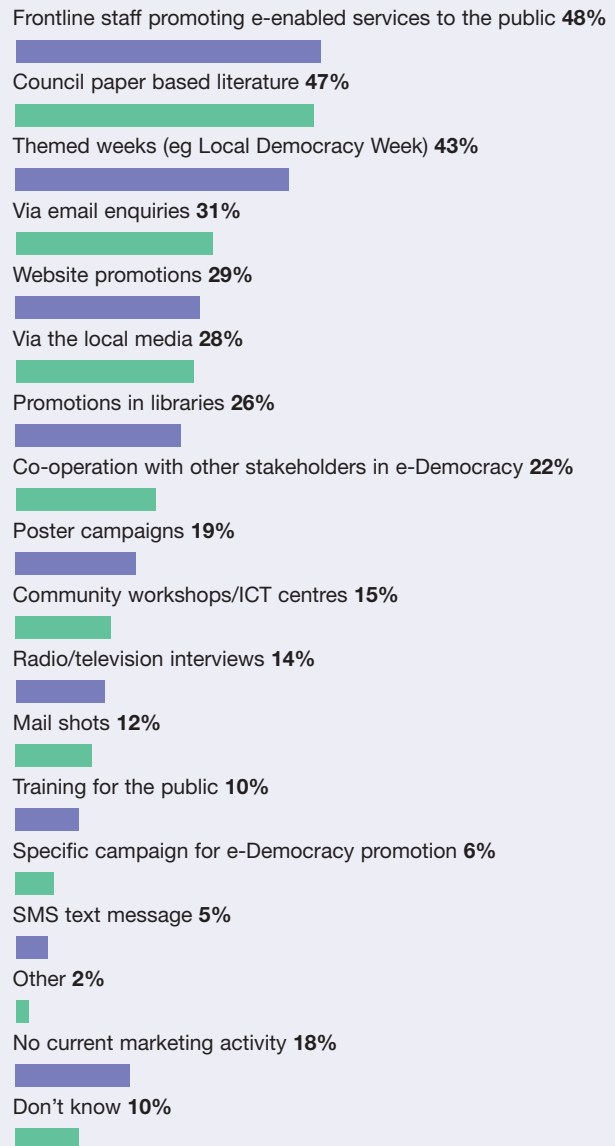 Frontline staff promoting e-enabled services to the public 48%
Council paper based literature 47%
Themed weeks (eg Local Democracy Week) 43%
Via email enquiries 31%
Website promotions 29%
Via the local media 28%
Promotions in libraries 26%
Co-operation with other stakeholders in e-Democracy 22%
Poster campaigns 19%
Community workshops/ICT centres 15%
Radio/television interviews 14%
Mail shots 12%
Training for the public 10%
Specific campaign for e-Democracy promotion 6%
SMS text message 5%
Other 2%
No current marketing activity 18%
Don’t know 10%